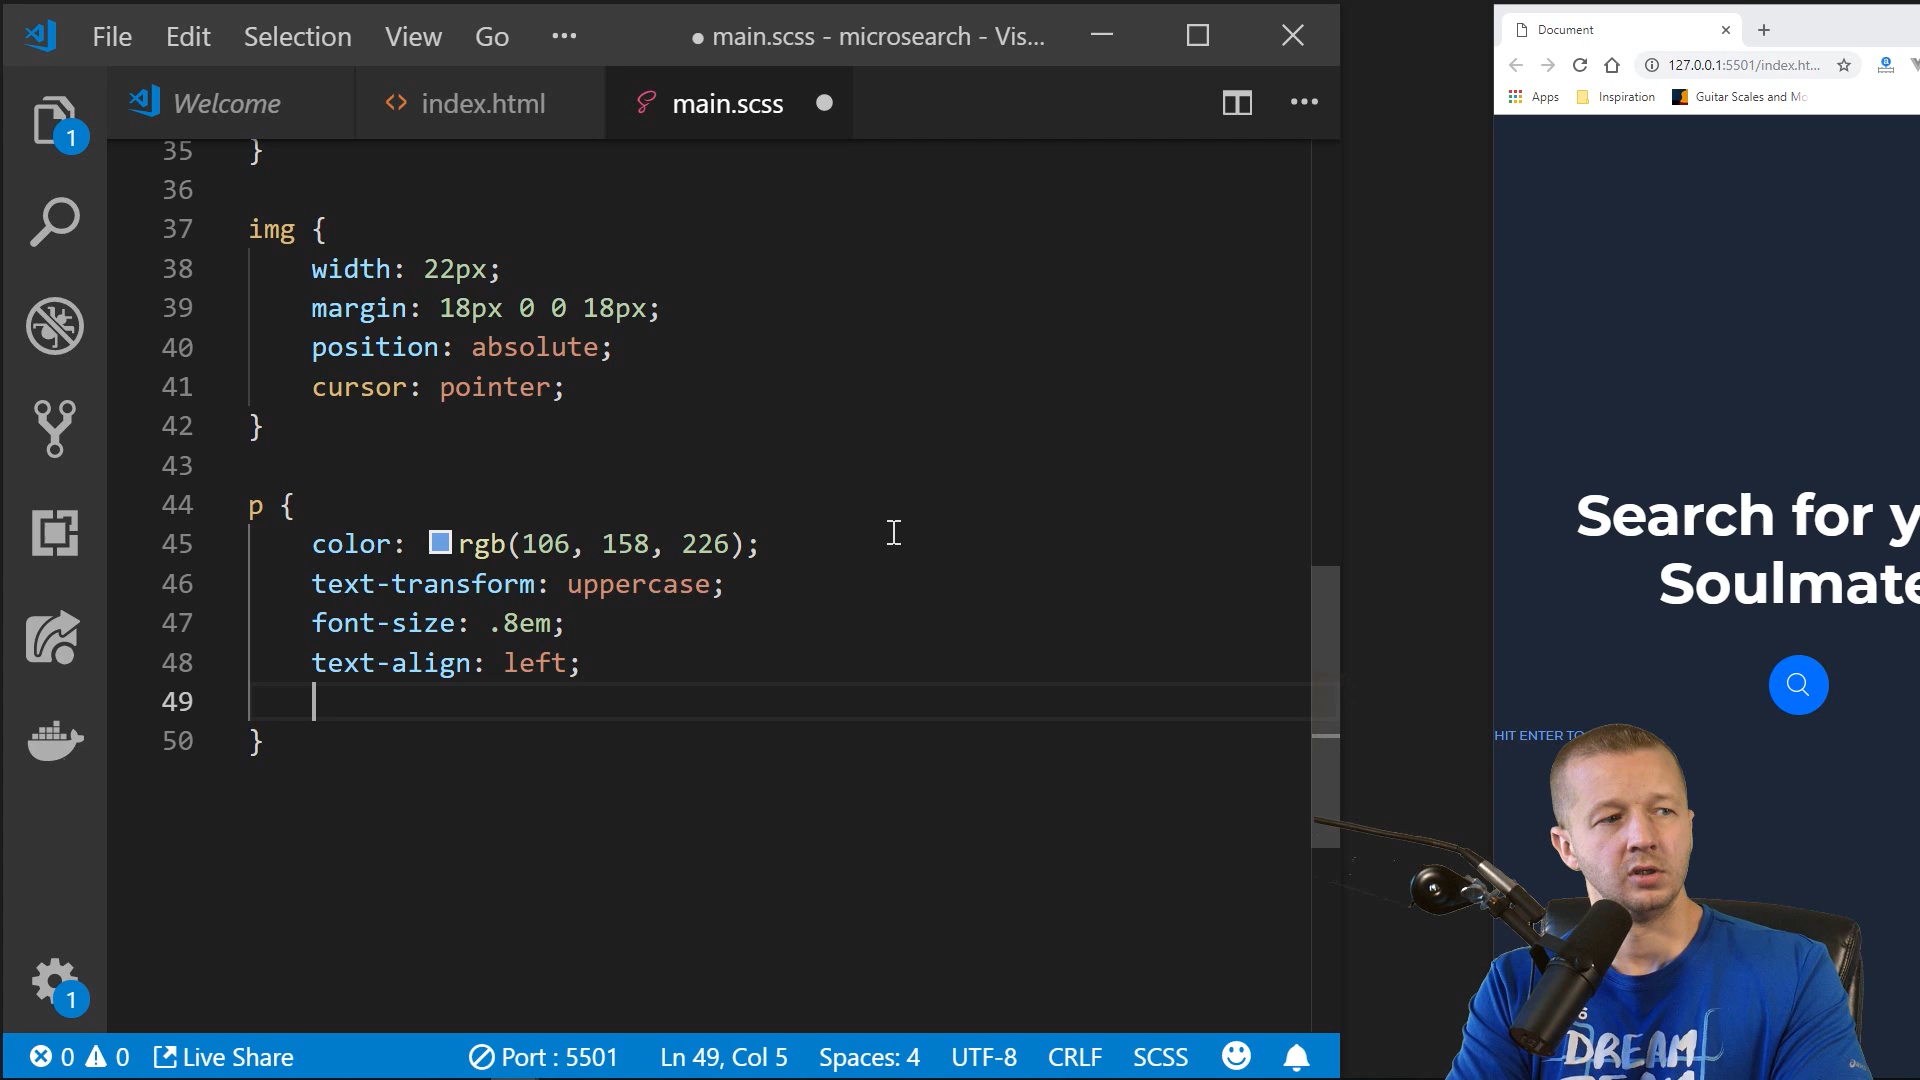 File Edit Selection View Go ••• ● main.scss - microsearch - Vis...
Welcome index.html main.scss
35 }
36
37 img {
38 width: 22px;
39 margin: 18px 0 0 18px;
40 position: absolute;
41 cursor: pointer;
42 }
43
44 p {
45 color: rgb(106, 158, 226);
46 text-transform: uppercase;
47 font-size: .8em;
48 text-align: left;
49
50 }
1
1
0 0 Live Share Port : 5501 Ln 49, Col 5 Spaces: 4 UTF-8 CRLF SCSS
Document
127.0.0.1:5501/index.ht...
Apps Inspiration Guitar Scales and Mo
Search for y
Soulmate
HIT ENTER TO
DREAM